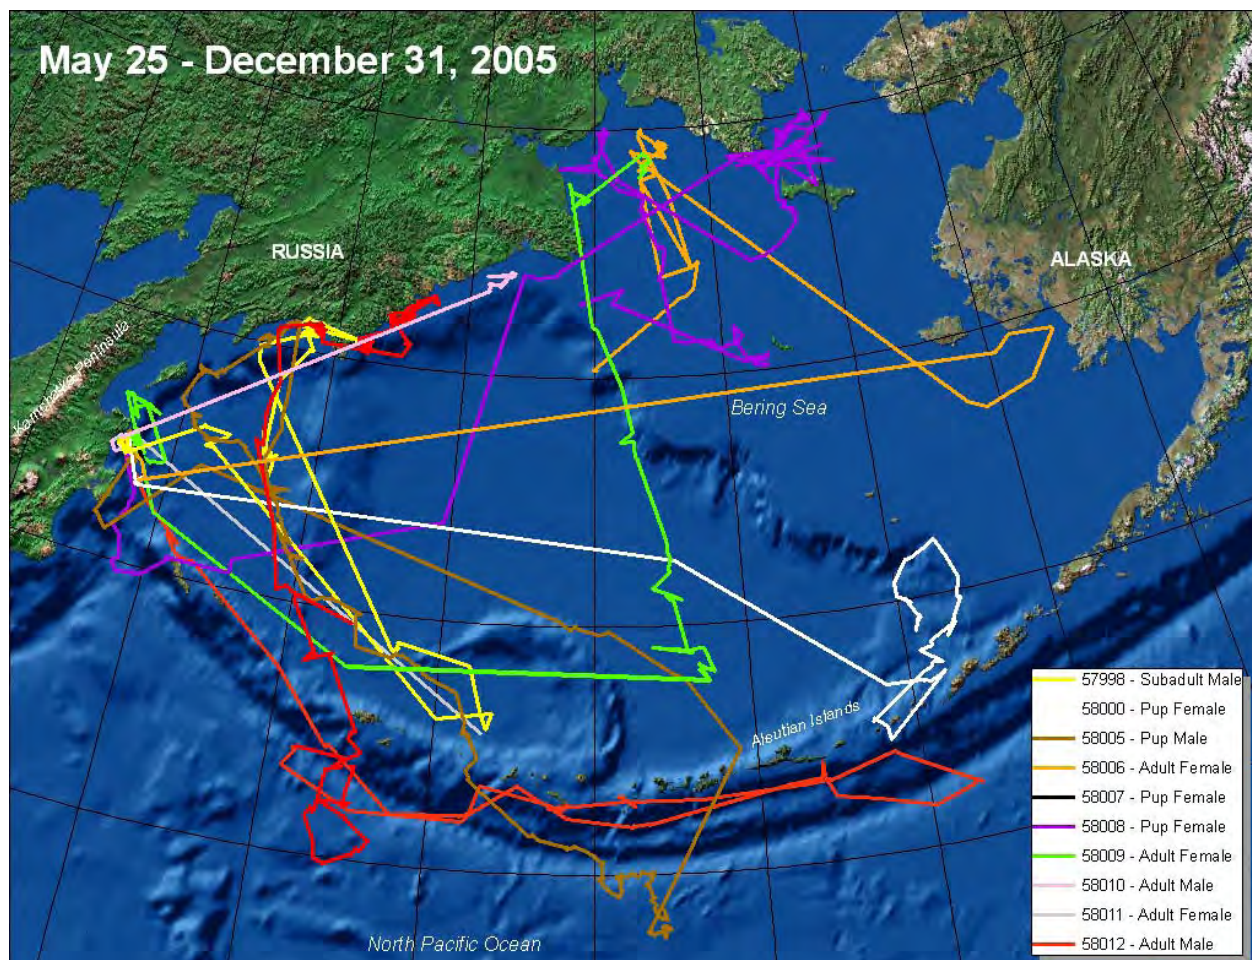 May 25 - December 31, 2005
RUSSIA
ALASKA
Kamchatka Peninsula
Bering Sea
Aleutian Islands
North Pacific Ocean
57998 - Subadult Male
58000 - Pup Female
58005 - Pup Male
58006 - Adult Female
58007 - Pup Female
58008 - Pup Female
58009 - Adult Female
58010 - Adult Male
58011 - Adult Female
58012 - Adult Male